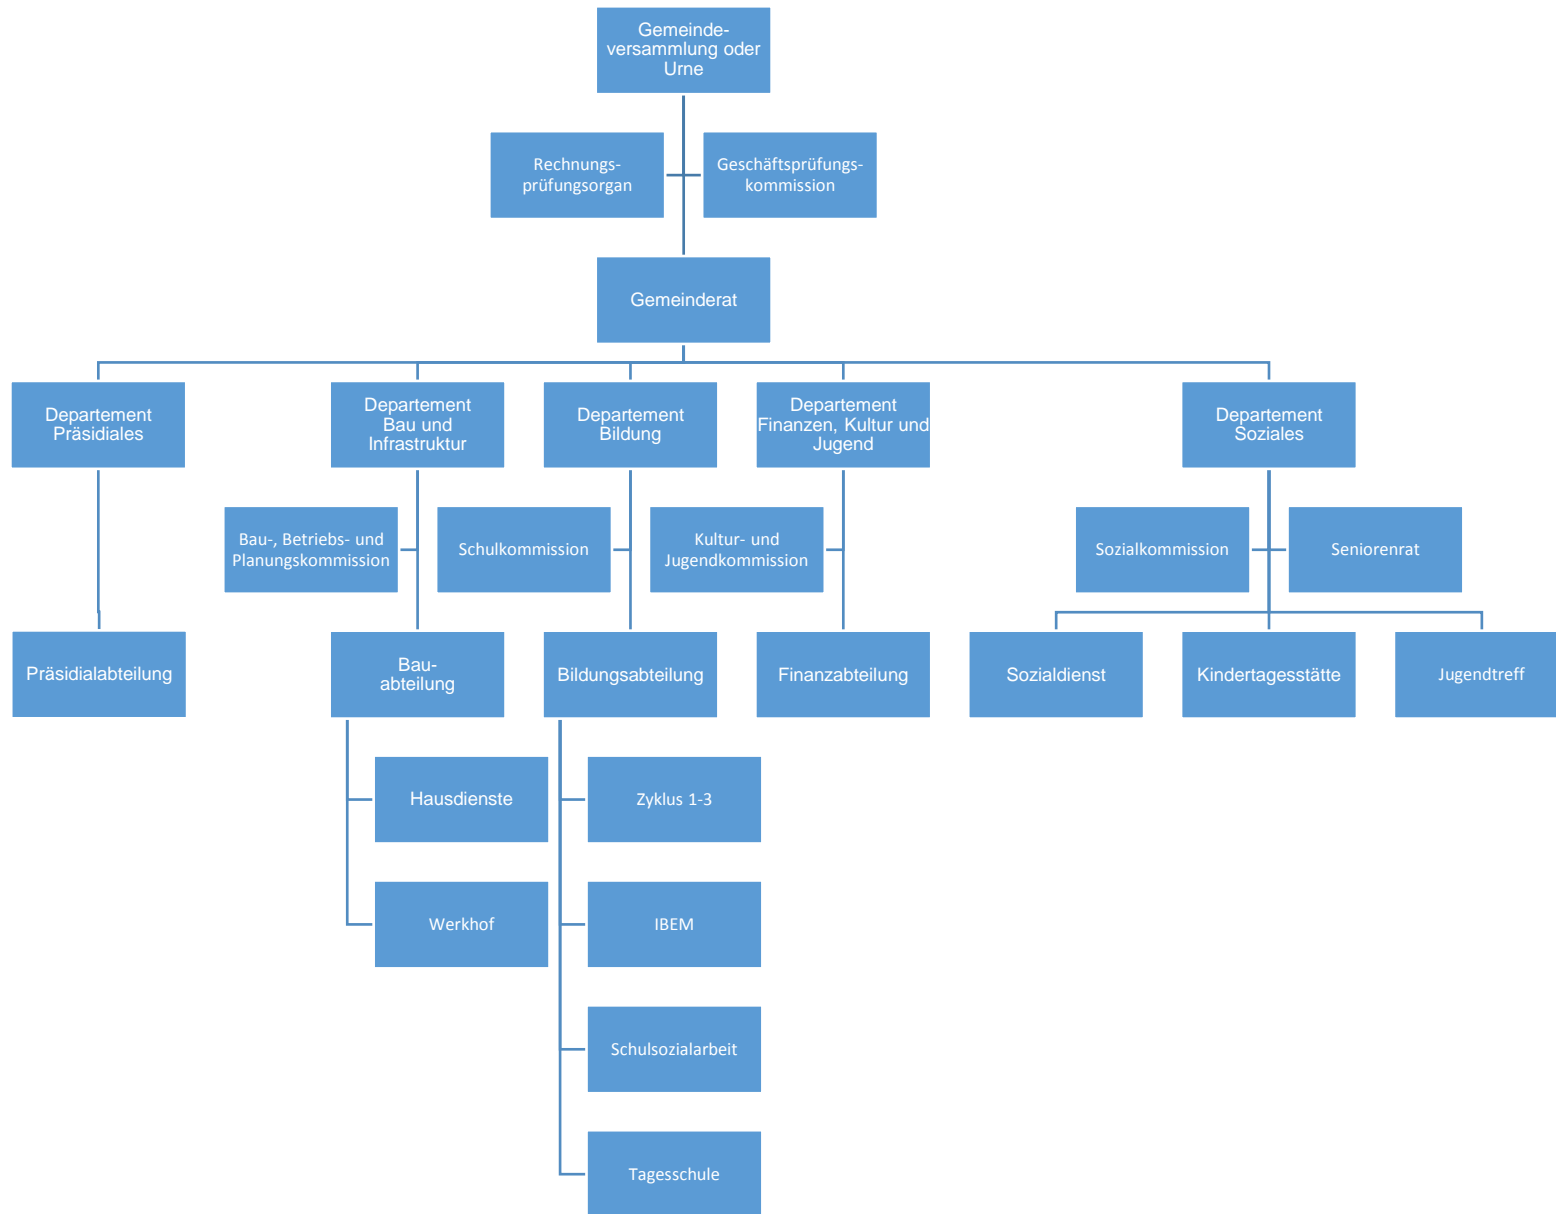 Gemeinde-
versammlung oder
Urne
Rechnungs-
prüfungsorgan
Geschäftsprüfungs-
kommission
Gemeinderat
Departement
Präsidiales
Departement
Bau und
Infrastruktur
Departement
Bildung
Departement
Finanzen, Kultur und
Jugend
Departement
Soziales
Bau-, Betriebs- und
Planungskommission
Schulkommission
Kultur- und
Jugendkommission
Sozialkommission
Seniorenrat
Präsidialabteilung
Bau-
abteilung
Bildungsabteilung
Finanzabteilung
Sozialdienst
Kindertagesstätte
Jugendtreff
Hausdienste
Zyklus 1-3
Werkhof
IBEM
Schulsozialarbeit
Tagesschule